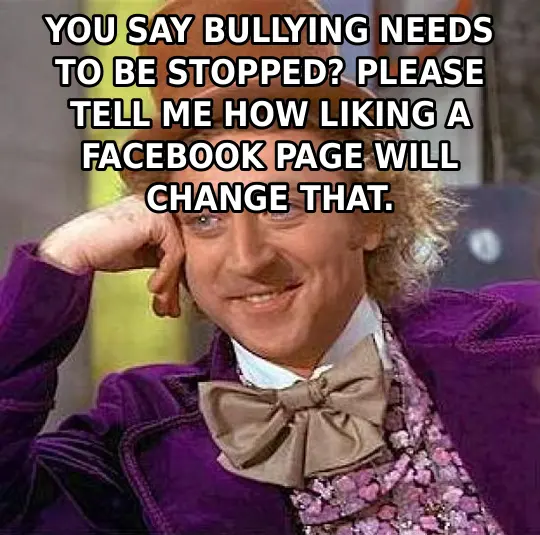 YOU SAY BULLYING NEEDS
TO BE STOPPED? PLEASE
TELL ME HOW LIKING A
FACEBOOK PAGE WILL
CHANGE THAT.